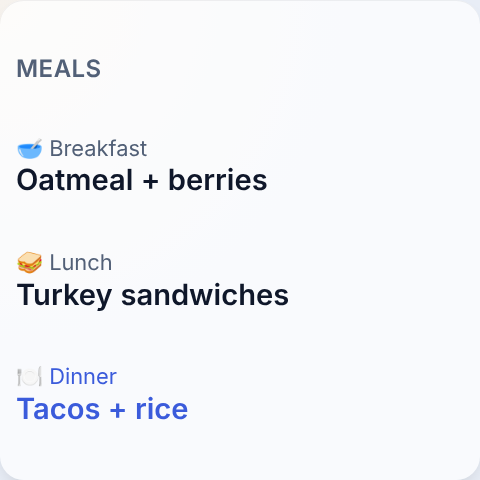 MEALS
🥣 Breakfast
Oatmeal + berries
🥪 Lunch
Turkey sandwiches
🍽️ Dinner
Tacos + rice